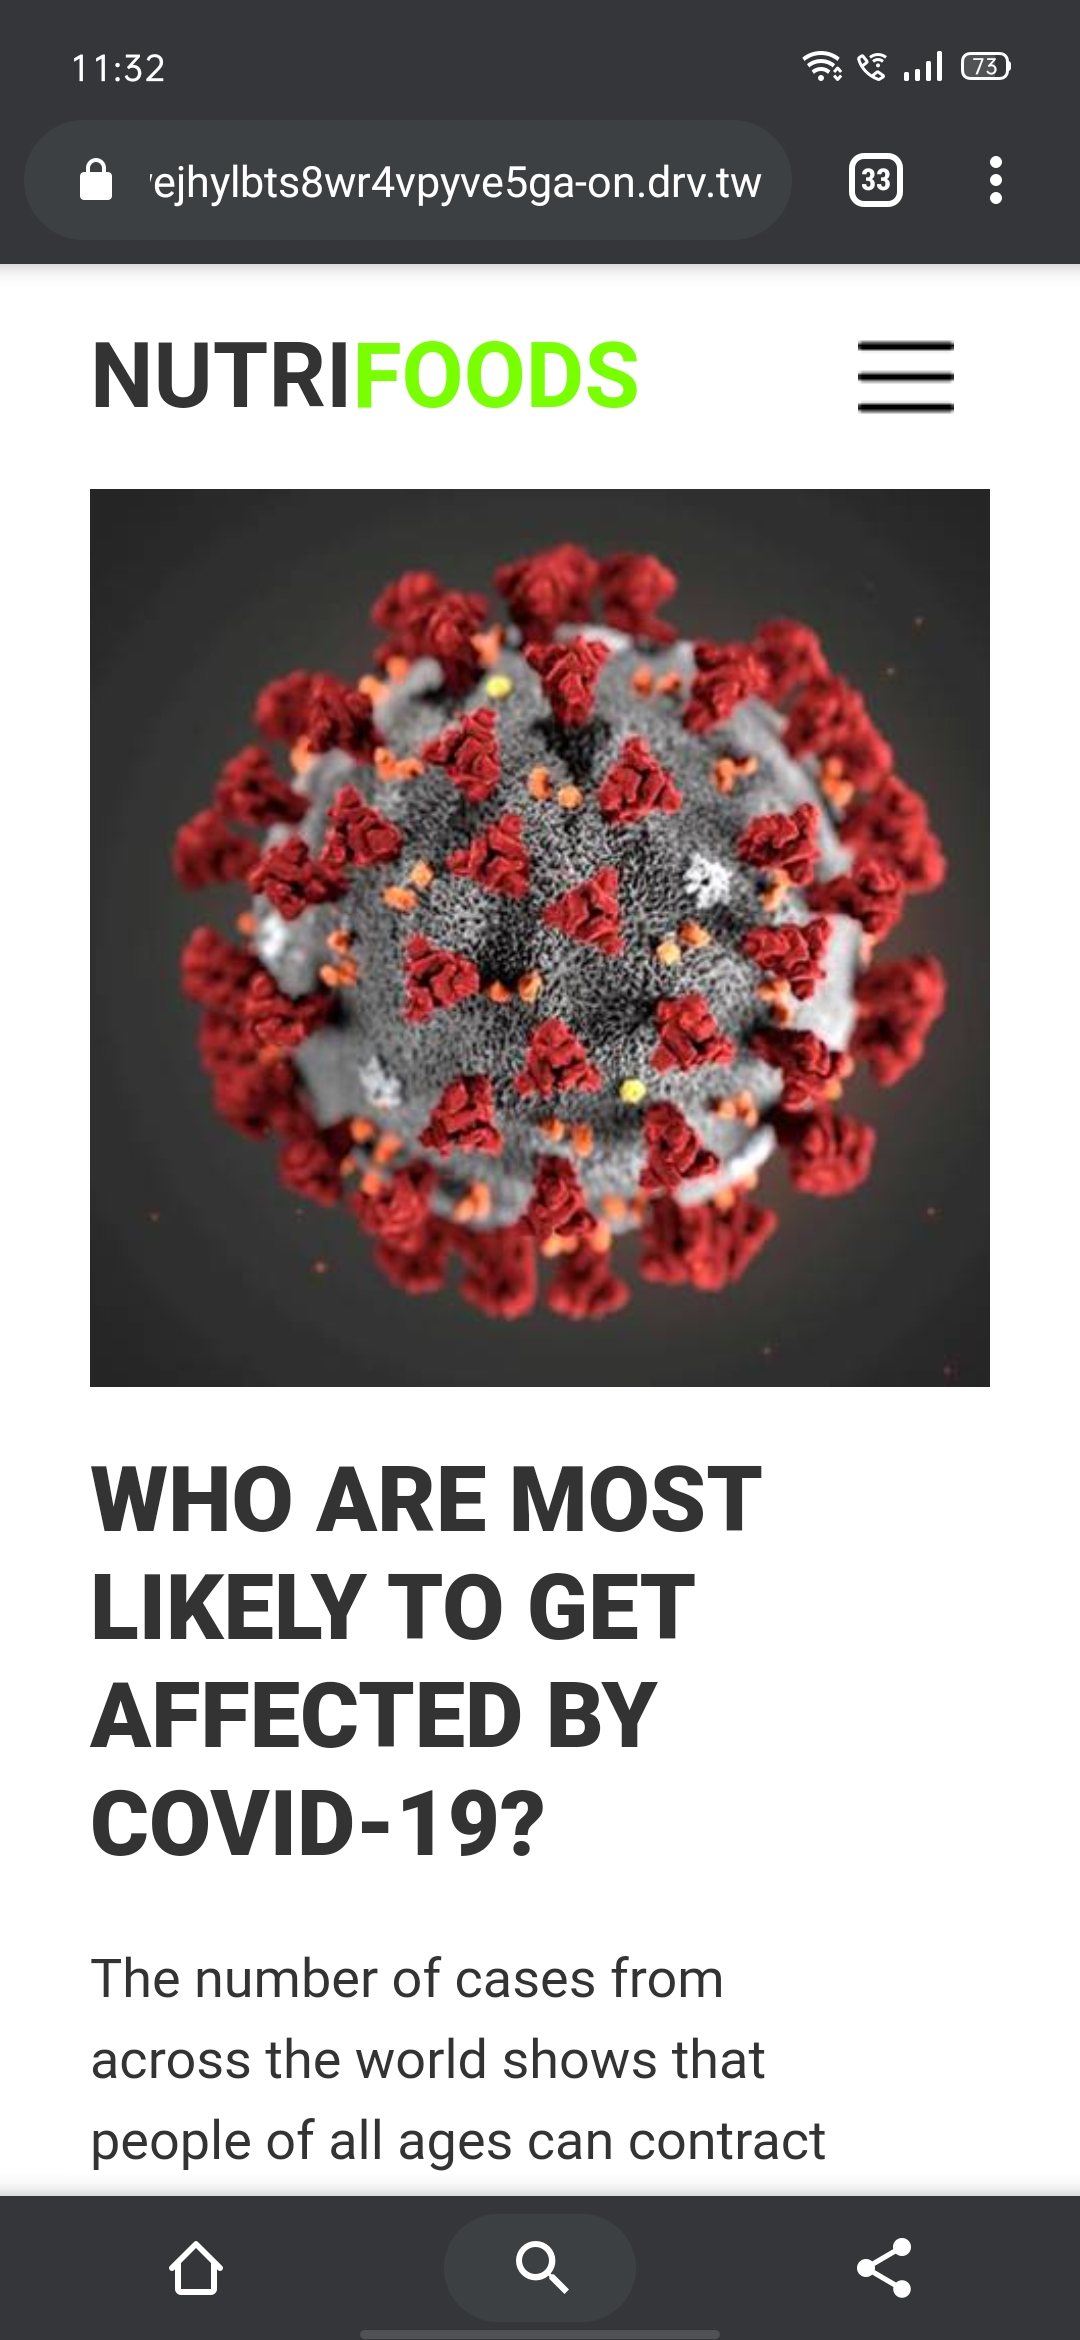 11:32
73
ejhylbts8wr4vpyve5ga-on.drv.tw
33
NUTRIFOODS
WHO ARE MOST
LIKELY TO GET
AFFECTED BY
COVID-19?
The number of cases from
across the world shows that
people of all ages can contract